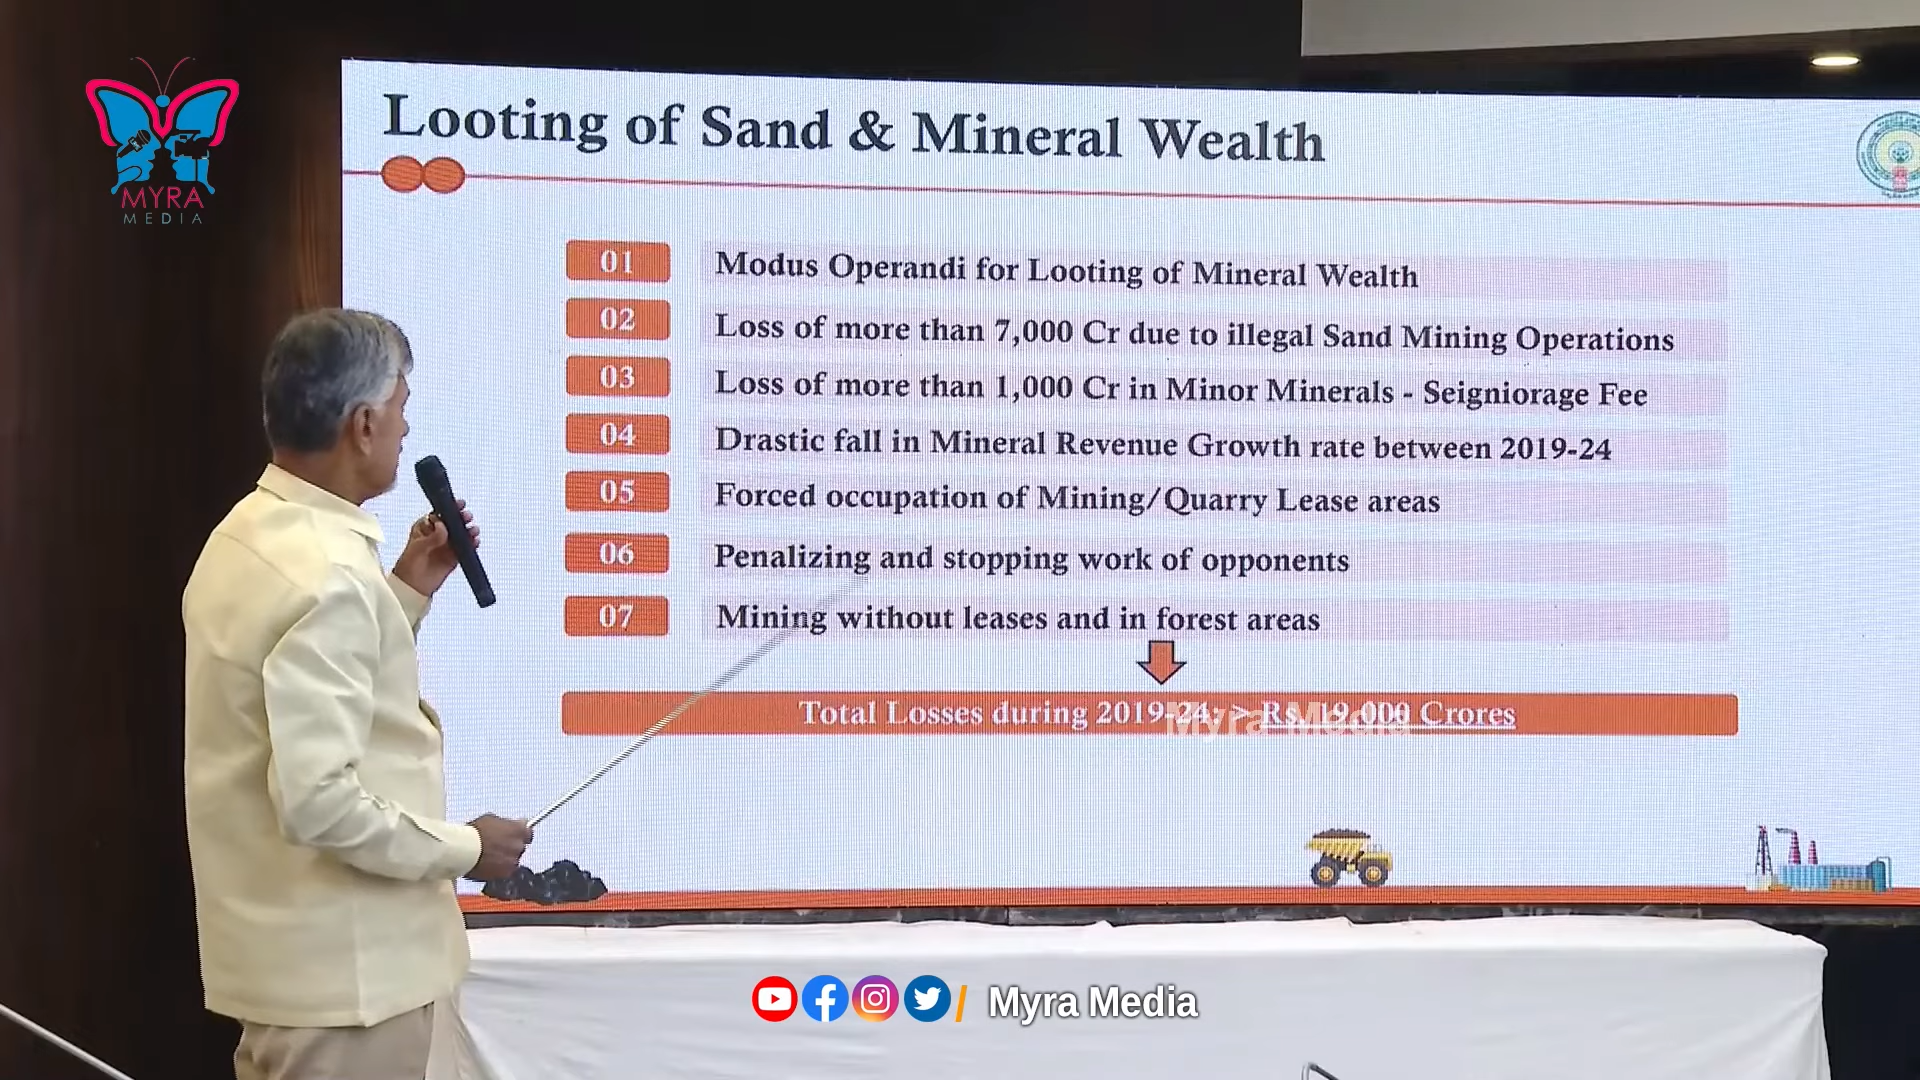 MYRA
MEDIA
Looting of Sand & Mineral Wealth
01 Modus Operandi for Looting of Mineral Wealth
02 Loss of more than 7,000 Cr due to illegal Sand Mining Operations
03 Loss of more than 1,000 Cr in Minor Minerals - Seigniorage Fee
04 Drastic fall in Mineral Revenue Growth rate between 2019-24
05 Forced occupation of Mining/Quarry Lease areas
06 Penalizing and stopping work of opponents
07 Mining without leases and in forest areas
Total Losses during 2019-24: > Rs. 19,000 Crores
Myra Media
/ Myra Media